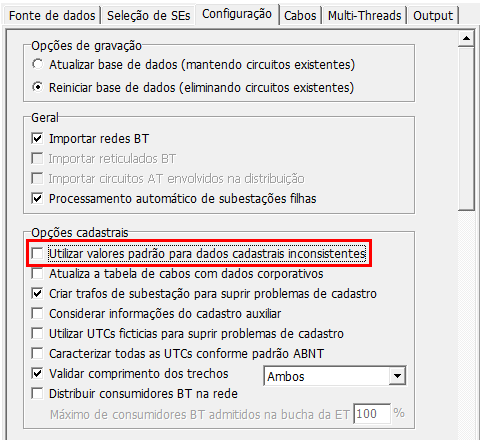 Fonte de dados Seleção de SEs Configuração Cabos Multi-Threads Output
Opções de gravação
Atualizar base de dados (mantendo circuitos existentes)
Reiniciar base de dados (eliminando circuitos existentes)
Geral
Importar redes BT
Importar reticulados BT
Importar circuitos AT envolvidos na distribuição
Processamento automático de subestações filhas
Opções cadastrais
Utilizar valores padrão para dados cadastrais inconsistentes
Atualiza a tabela de cabos com dados corporativos
Criar trafos de subestação para suprir problemas de cadastro
Considerar informações do cadastro auxiliar
Utilizar UTCs ficticias para suprir problemas de cadastro
Caracterizar todas as UTCs conforme padrão ABNT
Validar comprimento dos trechos Ambos
Distribuir consumidores BT na rede
Máximo de consumidores BT admitidos na bucha da ET 100 %